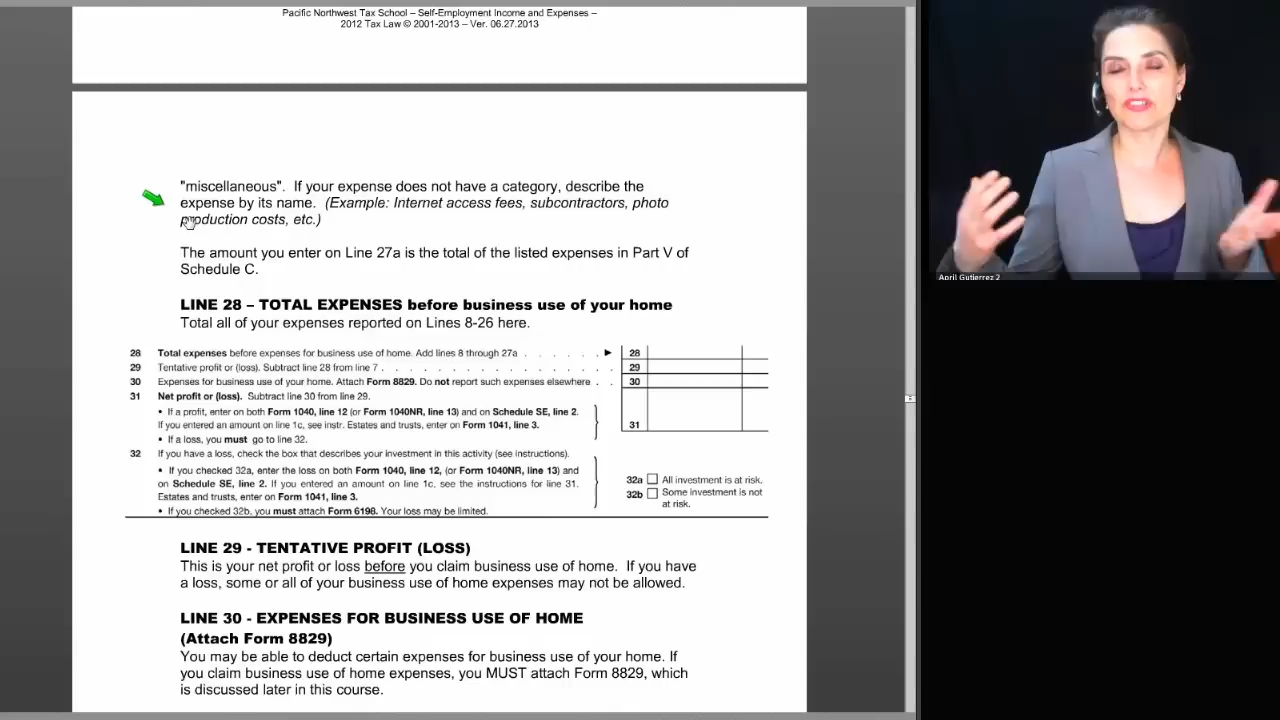 Pacific Northwest Tax School – Self-Employment Income and Expenses –
2012 Tax Law © 2001-2013 – Ver. 06.27.2013
"miscellaneous". If your expense does not have a category, describe the
expense by its name. (Example: Internet access fees, subcontractors, photo
production costs, etc.)
The amount you enter on Line 27a is the total of the listed expenses in Part V of
Schedule C.
LINE 28 – TOTAL EXPENSES before business use of your home
Total all of your expenses reported on Lines 8-26 here.
28 Total expenses before expenses for business use of home. Add lines 8 through 27a . . . . . . ▶ 28
29 Tentative profit or (loss). Subtract line 28 from line 7 . . . . . . . . . . . . . . . . . 29
30 Expenses for business use of your home. Attach Form 8829. Do not report such expenses elsewhere . . 30
31 Net profit or (loss). Subtract line 30 from line 29.
• If a profit, enter on both Form 1040, line 12 (or Form 1040NR, line 13) and on Schedule SE, line 2.
If you entered an amount on line 1c, see instr. Estates and trusts, enter on Form 1041, line 3. 31
• If a loss, you must go to line 32.
32 If you have a loss, check the box that describes your investment in this activity (see instructions).
• If you checked 32a, enter the loss on both Form 1040, line 12, (or Form 1040NR, line 13) and
on Schedule SE, line 2. If you entered an amount on line 1c, see the instructions for line 31.
Estates and trusts, enter on Form 1041, line 3.
• If you checked 32b, you must attach Form 6198. Your loss may be limited.
32a All investment is at risk.
32b Some investment is not
at risk.
LINE 29 - TENTATIVE PROFIT (LOSS)
This is your net profit or loss before you claim business use of home. If you have
a loss, some or all of your business use of home expenses may not be allowed.
LINE 30 - EXPENSES FOR BUSINESS USE OF HOME
(Attach Form 8829)
You may be able to deduct certain expenses for business use of your home. If
you claim business use of home expenses, you MUST attach Form 8829, which
is discussed later in this course.
April Gutierrez 2